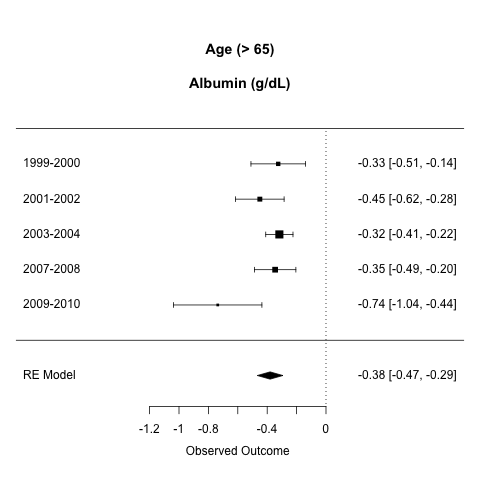 Age (> 65)
Albumin (g/dL)
1999-2000 -0.33 [-0.51, -0.14]
2001-2002 -0.45 [-0.62, -0.28]
2003-2004 -0.32 [-0.41, -0.22]
2007-2008 -0.35 [-0.49, -0.20]
2009-2010 -0.74 [-1.04, -0.44]
RE Model -0.38 [-0.47, -0.29]
-1.2 -1 -0.8 -0.4 0
Observed Outcome